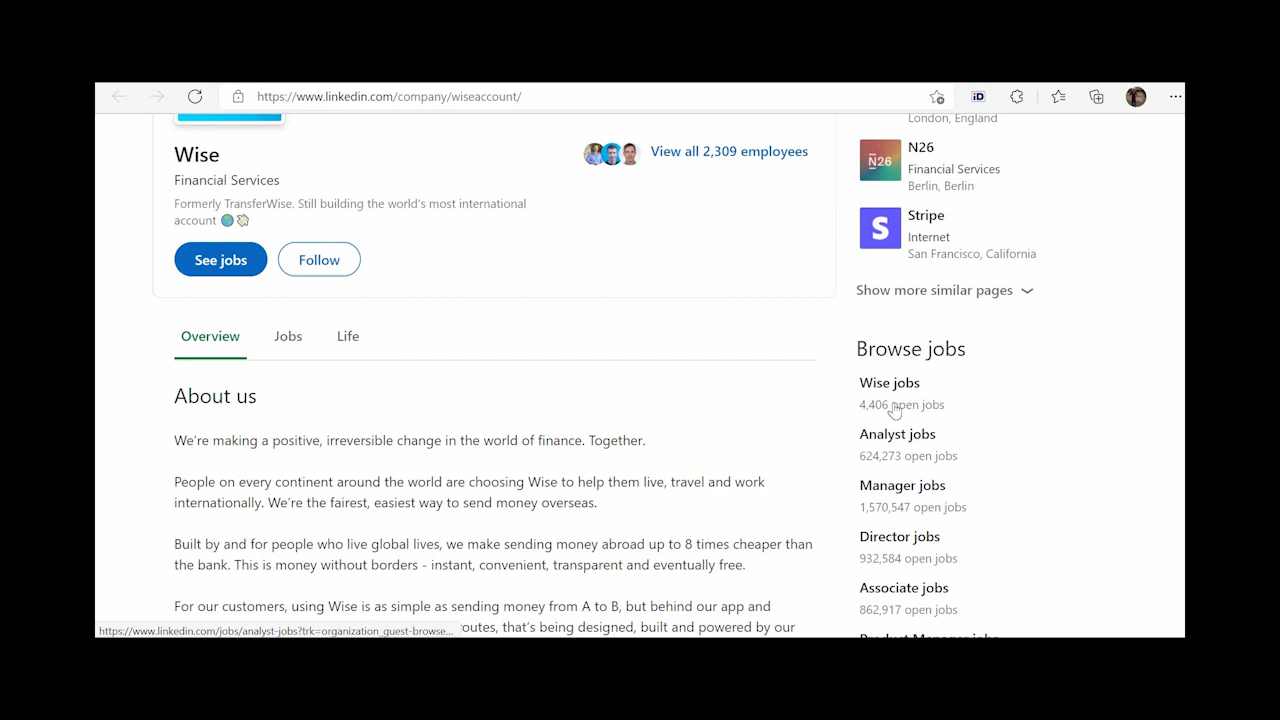 https://www.linkedin.com/company/wiseaccount/
iD
Wise
Financial Services
Formerly TransferWise. Still building the world's most international
account
View all 2,309 employees
See jobs
Follow
Overview
Jobs
Life
About us
We're making a positive, irreversible change in the world of finance. Together.
People on every continent around the world are choosing Wise to help them live, travel and work
internationally. We're the fairest, easiest way to send money overseas.
Built by and for people who live global lives, we make sending money abroad up to 8 times cheaper than
the bank. This is money without borders - instant, convenient, transparent and eventually free.
For our customers, using Wise is as simple as sending money from A to B, but behind our app and
routes, that's being designed, built and powered by our
https://www.linkedin.com/jobs/analyst-jobs?trk=organization_guest-browse...
London, England
N26
N26
Financial Services
Berlin, Berlin
S
Stripe
Internet
San Francisco, California
Show more similar pages
Browse jobs
Wise jobs
4,406 open jobs
Analyst jobs
624,273 open jobs
Manager jobs
1,570,547 open jobs
Director jobs
932,584 open jobs
Associate jobs
862,917 open jobs
Product Manager jobs